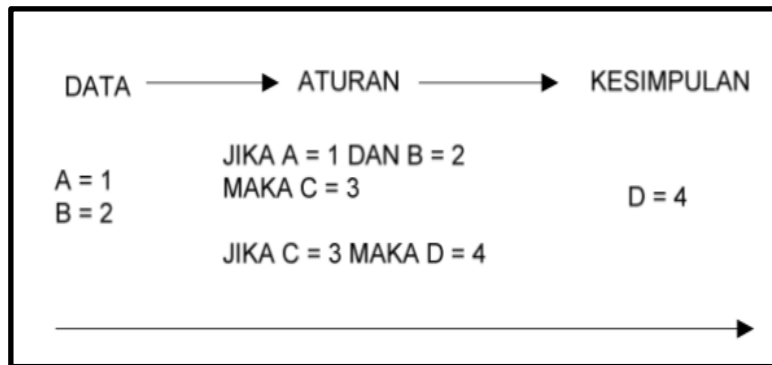 DATA ATURAN KESIMPULAN
A = 1
B = 2
JIKA A = 1 DAN B = 2
MAKA C = 3
JIKA C = 3 MAKA D = 4
D = 4